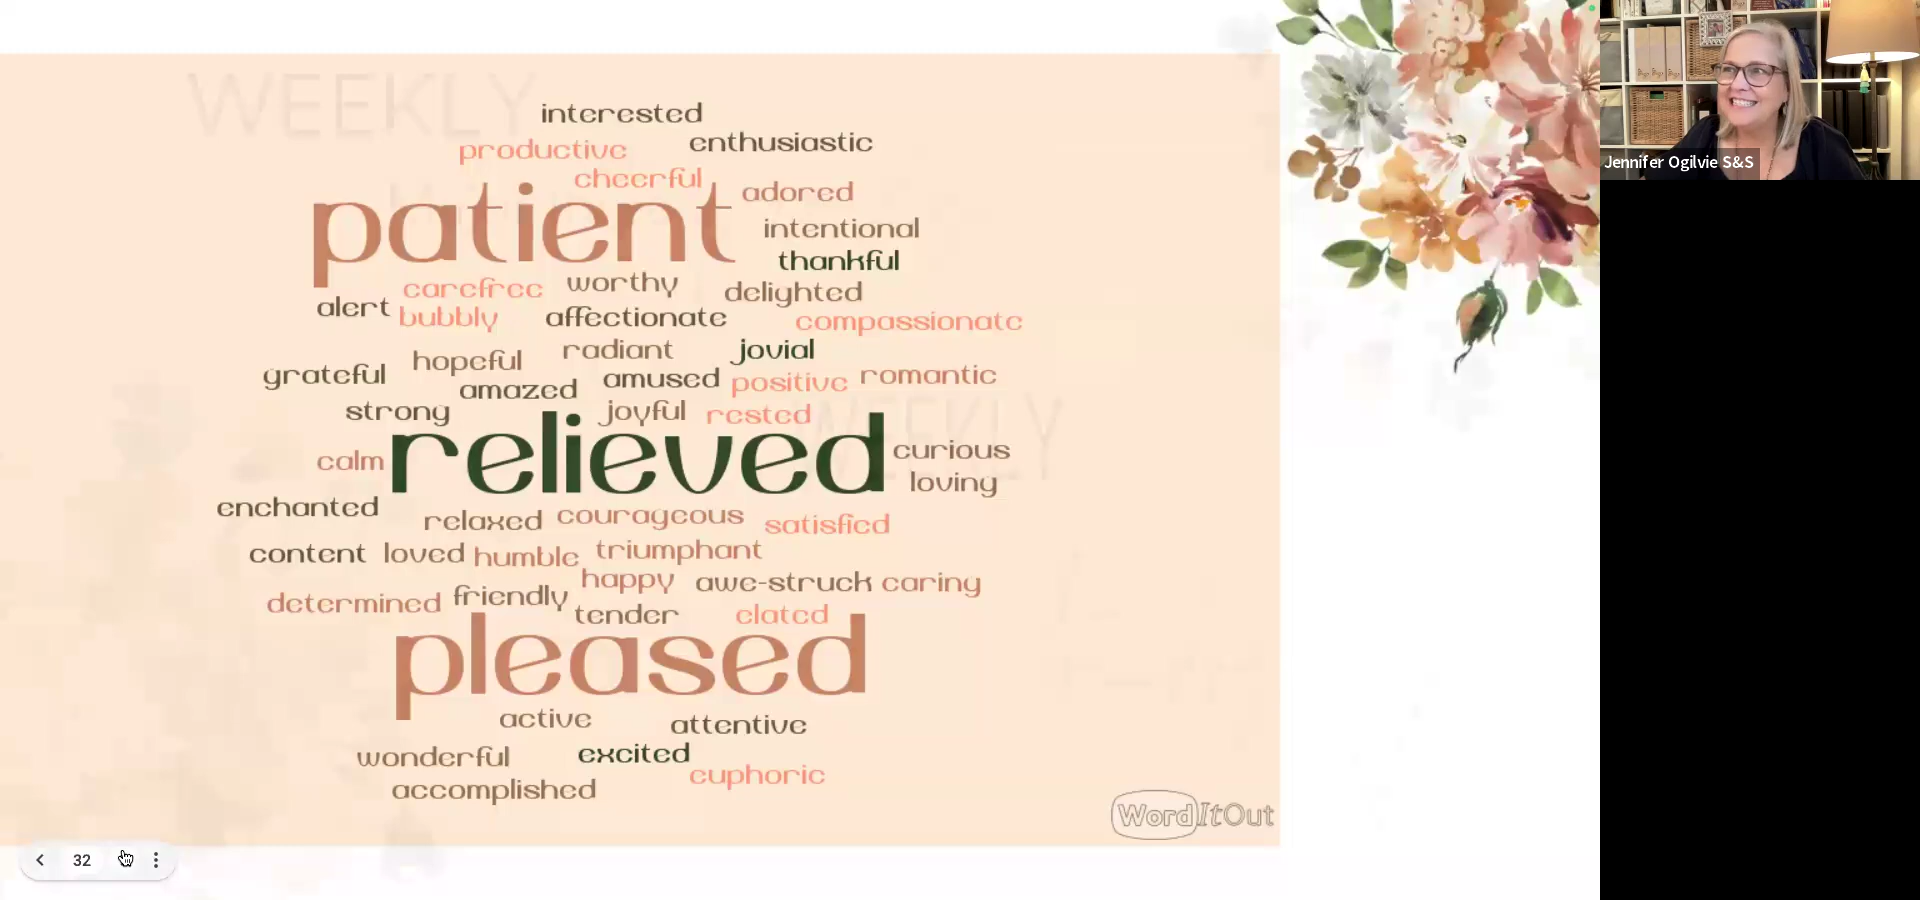 WEEKLY
interested
productive enthusiastic
cheerful
patient adored
intentional
thankful
carefree worthy delighted
alert bubbly affectionate compassionate
grateful hopeful radiant jovial
amazed amused positive romantic
strong joyful rested
WEEKLY
calm relieved curious
loving
enchanted relaxed courageous satisfied
content loved humble triumphant
happy awe-struck caring
determined friendly tender elated
pleased
active attentive
wonderful excited
accomplished euphoric
WordItOut
32
Jennifer Ogilvie S&S